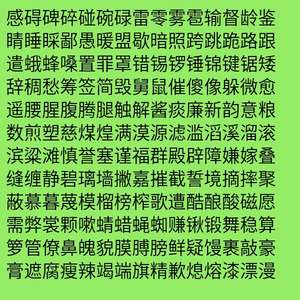 感碍碑碎碰碗碌雷零雾雹输督龄鉴
睛睡睬鄙愚暖盟歇暗照跨跳跪路跟
遣蛾蜂嗓置罪罩错锡锣锤锦键锯矮
辞稠愁筹签简毁舅鼠催傻像躲微愈
遥腰腥腹腾腿触解酱痰廉新韵意粮
数煎塑慈煤煌满漠源滤滥滔溪溜滚
滨粱滩慎誉塞谨福群殿辟障嫌嫁叠
缝缠静碧璃墙撇嘉摧截誓境摘摔聚
蔽慕暮蔑模榴榜榨歌遭酷酿酸磁愿
需弊裳颗嗽蜻蜡蝇蜘赚锹锻舞稳算
箩管僚鼻魄貌膜膊膀鲜疑馒裹敲豪
膏遮腐瘦辣竭端旗精歉熄熔漆漂漫